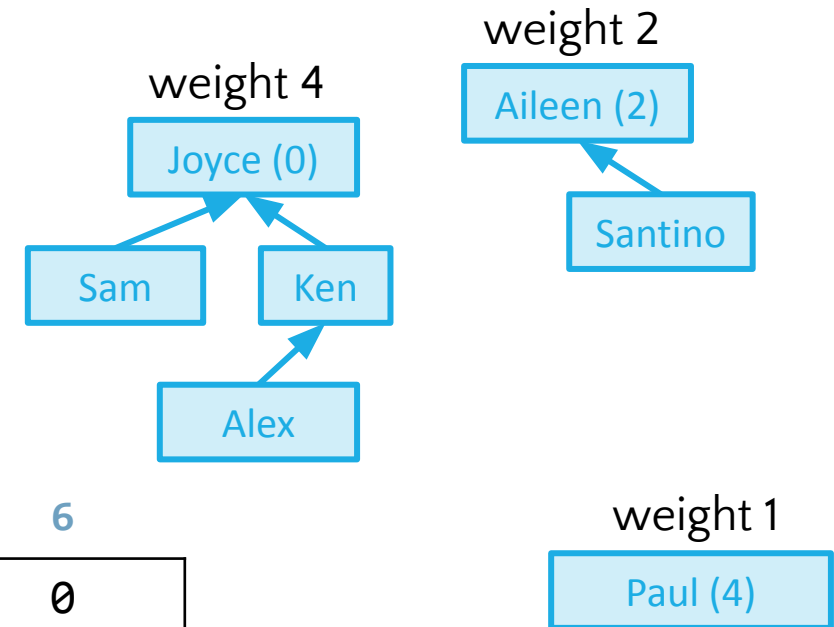 weight 2
weight 4
Aileen (2)
Joyce (0)
Santino
Sam
Ken
Alex
6
weight 1
0
Paul (4)